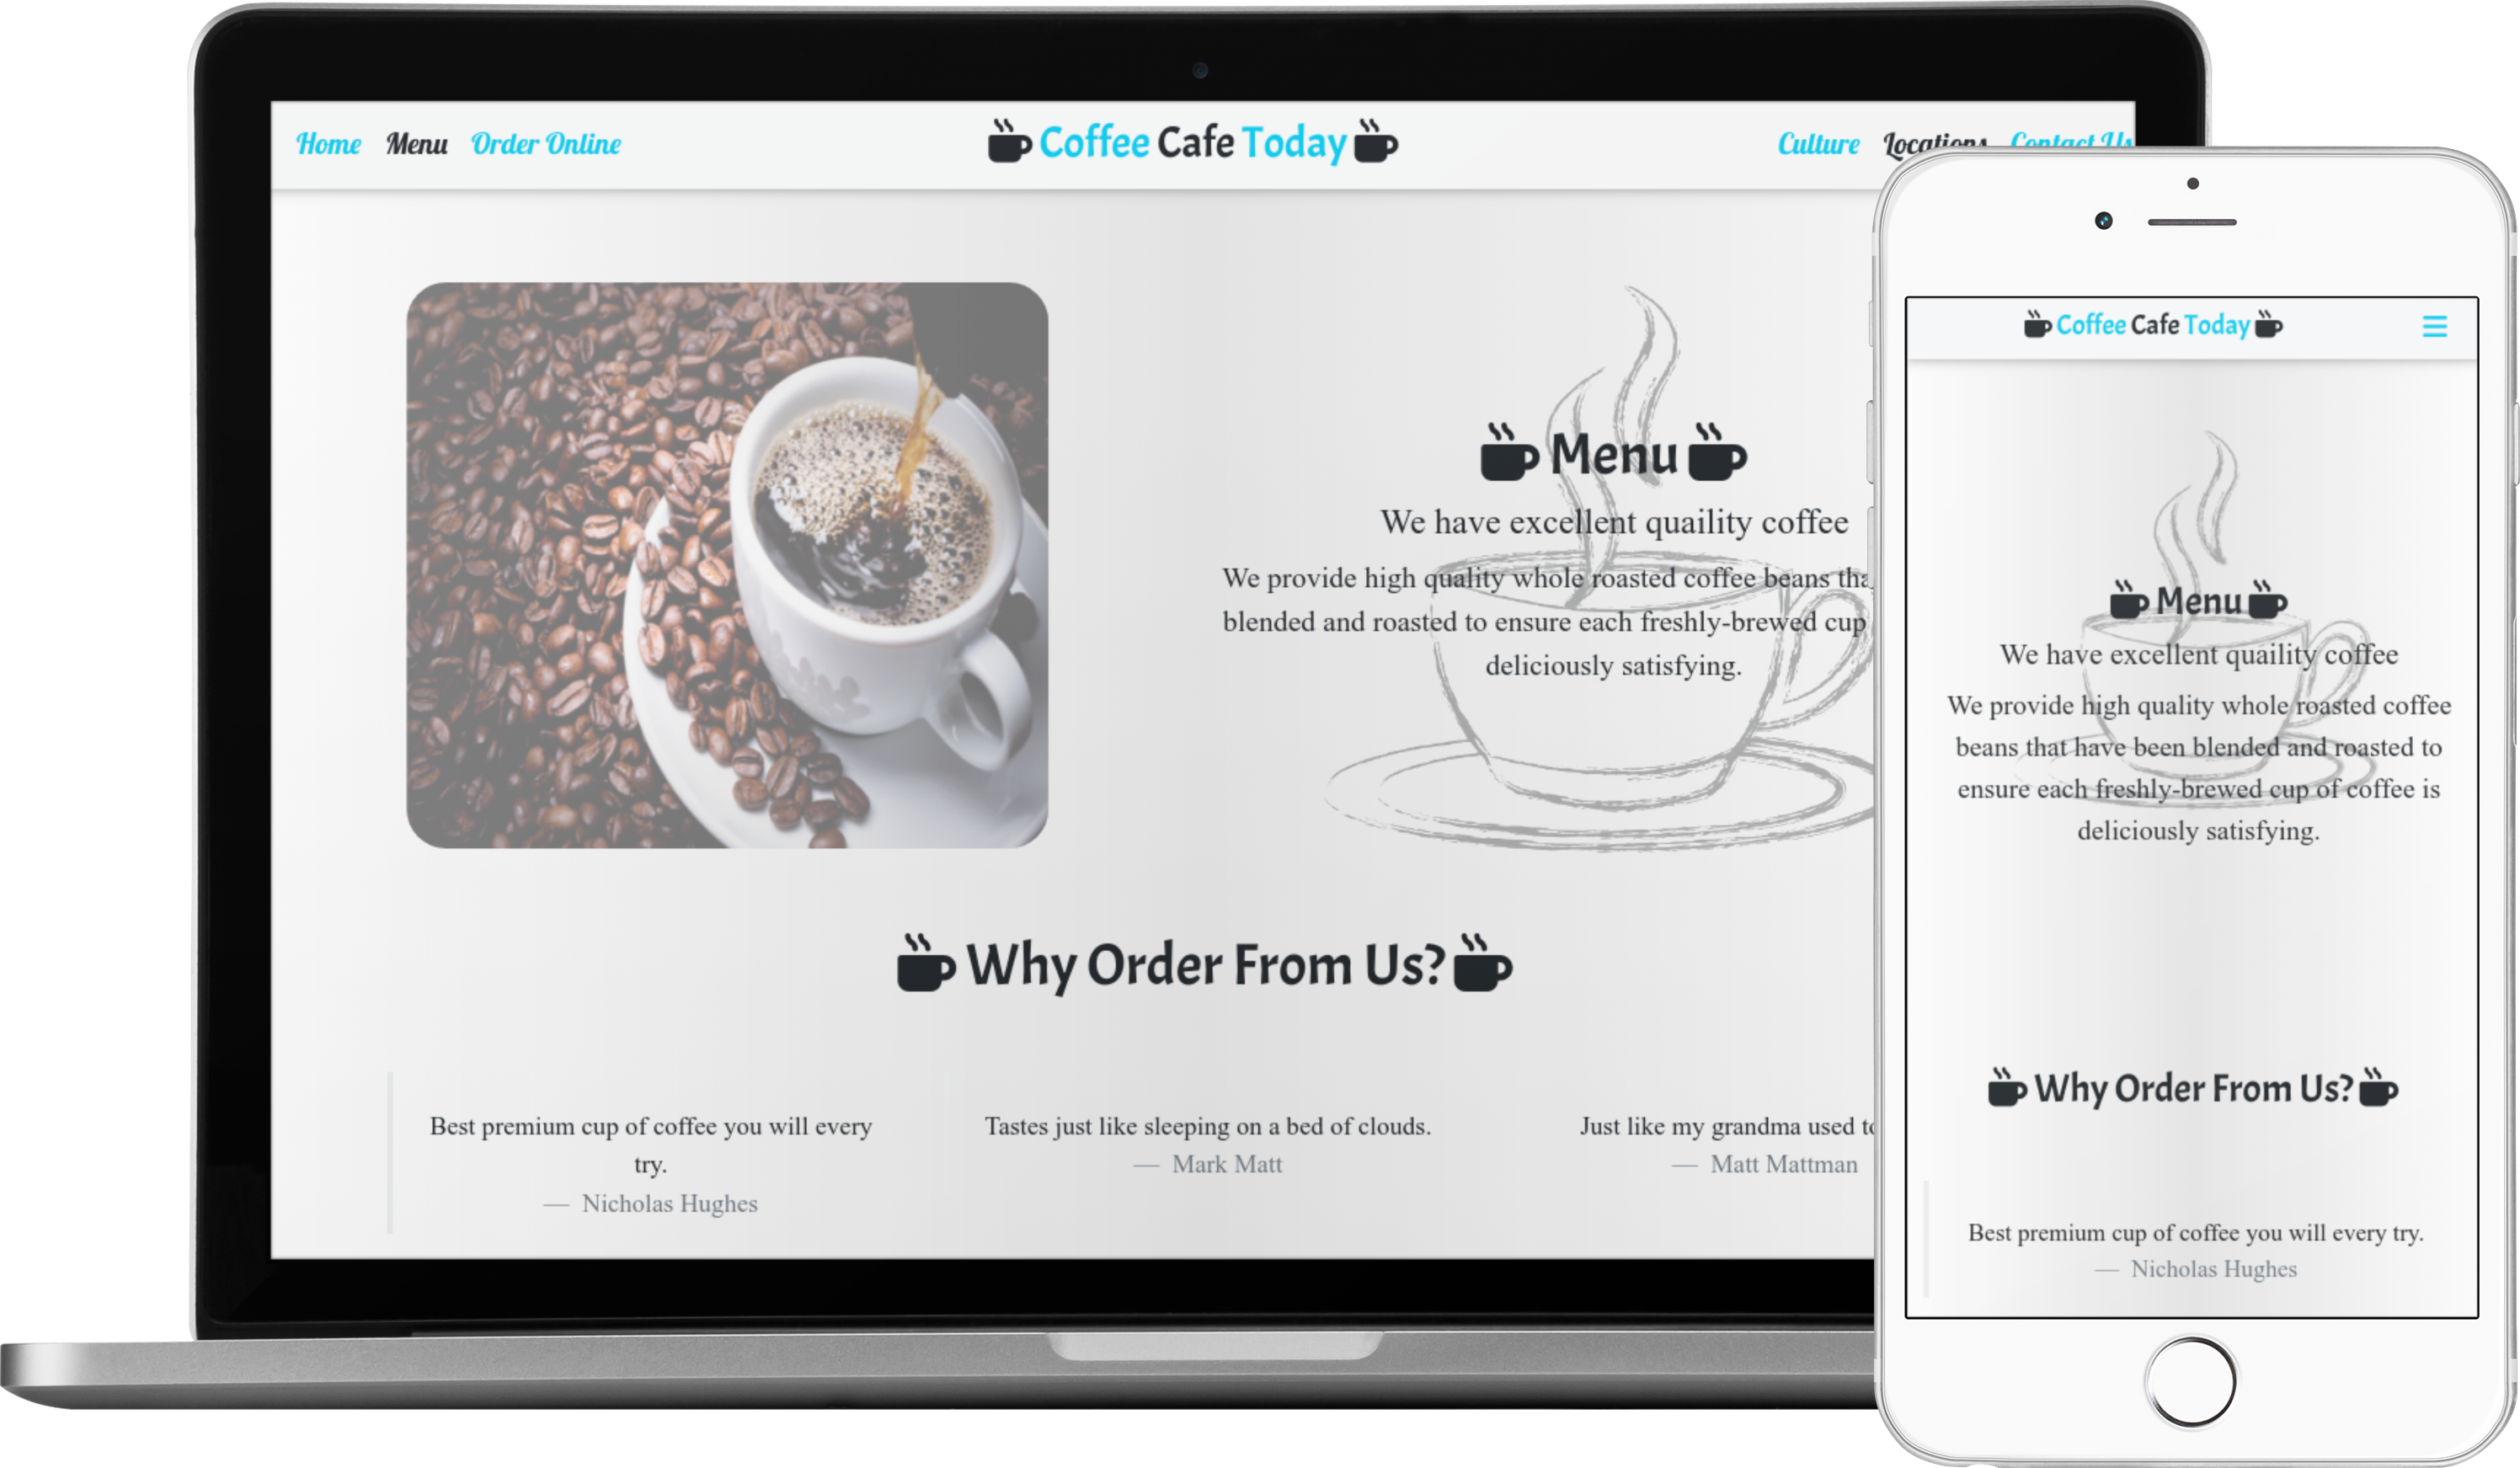 Home Menu Order Online
Coffee Cafe Today
Culture Locations Contact Us
Menu
We have excellent quaility coffee
We provide high quality whole roasted coffee beans
blended and roasted to ensure each freshly-brewed cup
deliciously satisfying.
Why Order From Us?
Best premium cup of coffee you will every
try.
— Nicholas Hughes
Tastes just like sleeping on a bed of clouds.
— Mark Matt
Just like my grandma used
— Matt Mattman
Coffee Cafe Today
Menu
We have excellent quaility coffee
We provide high quality whole roasted coffee
beans that have been blended and roasted to
ensure each freshly-brewed cup of coffee is
deliciously satisfying.
Why Order From Us?
Best premium cup of coffee you will every try.
— Nicholas Hughes